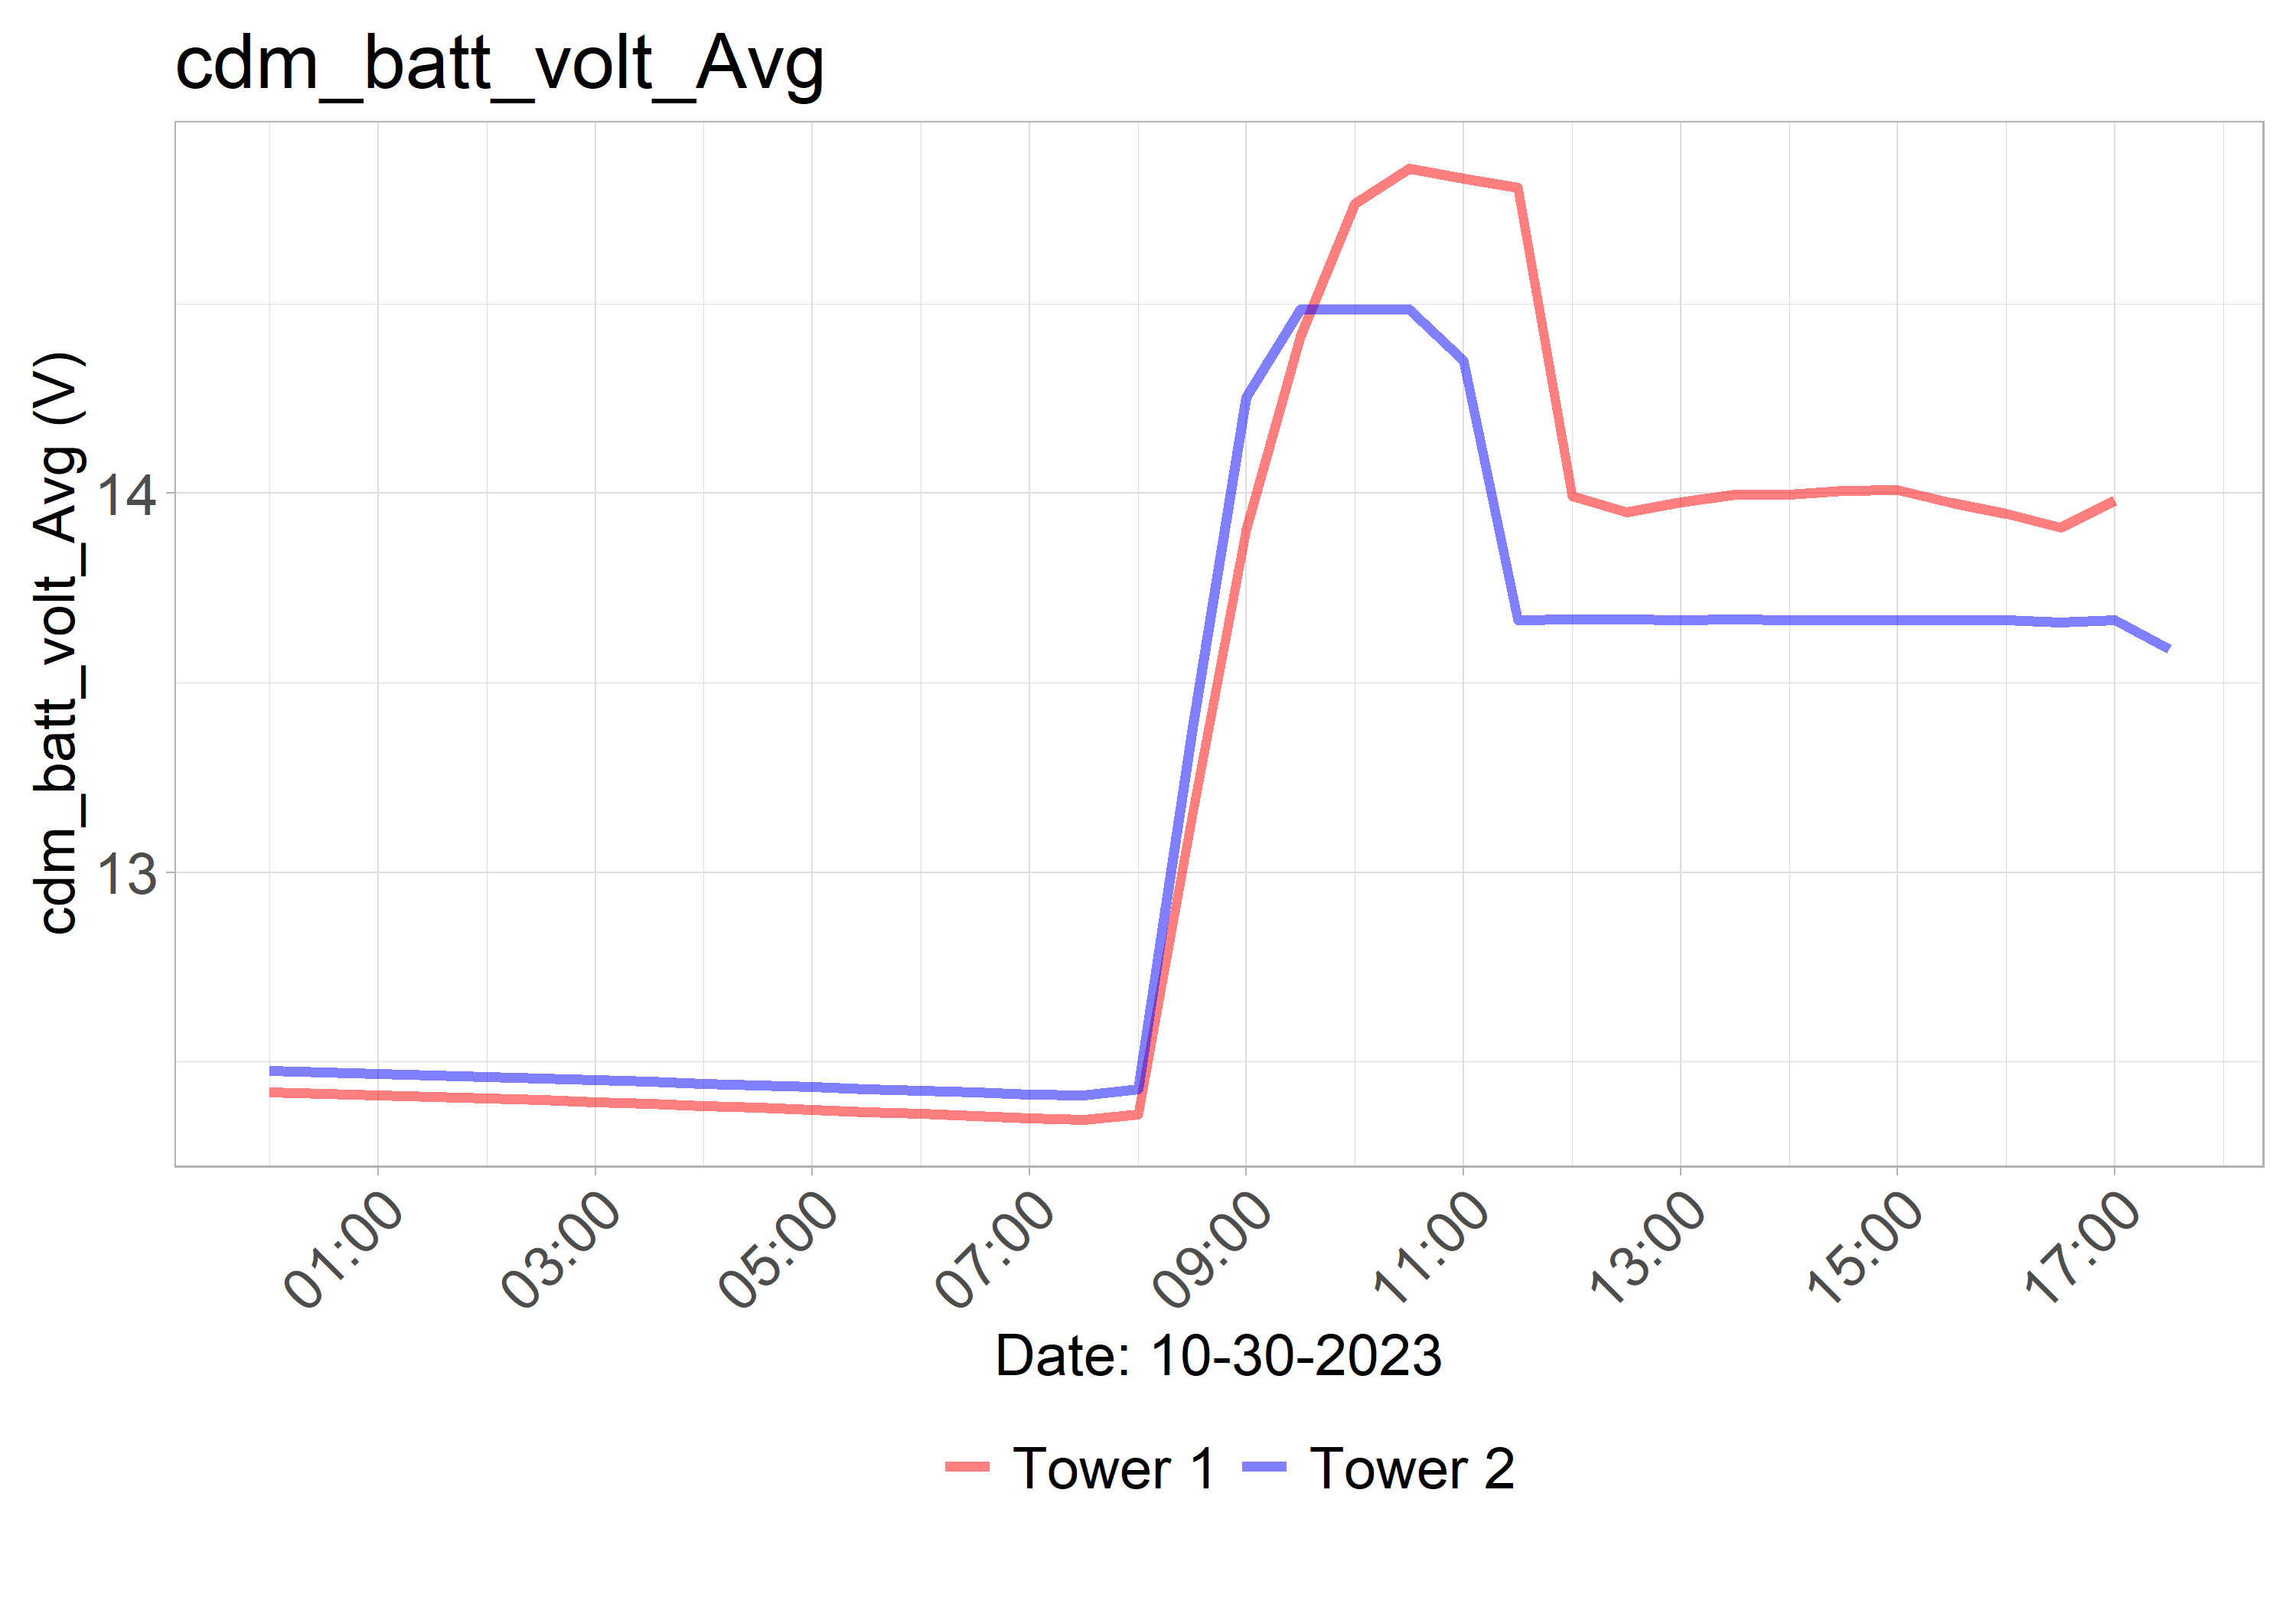 cdm_batt_volt_Avg
cdm_batt_volt_Avg (V)
14
13
01:00
03:00
05:00
07:00
09:00
11:00
13:00
15:00
17:00
Date: 10-30-2023
Tower 1
Tower 2